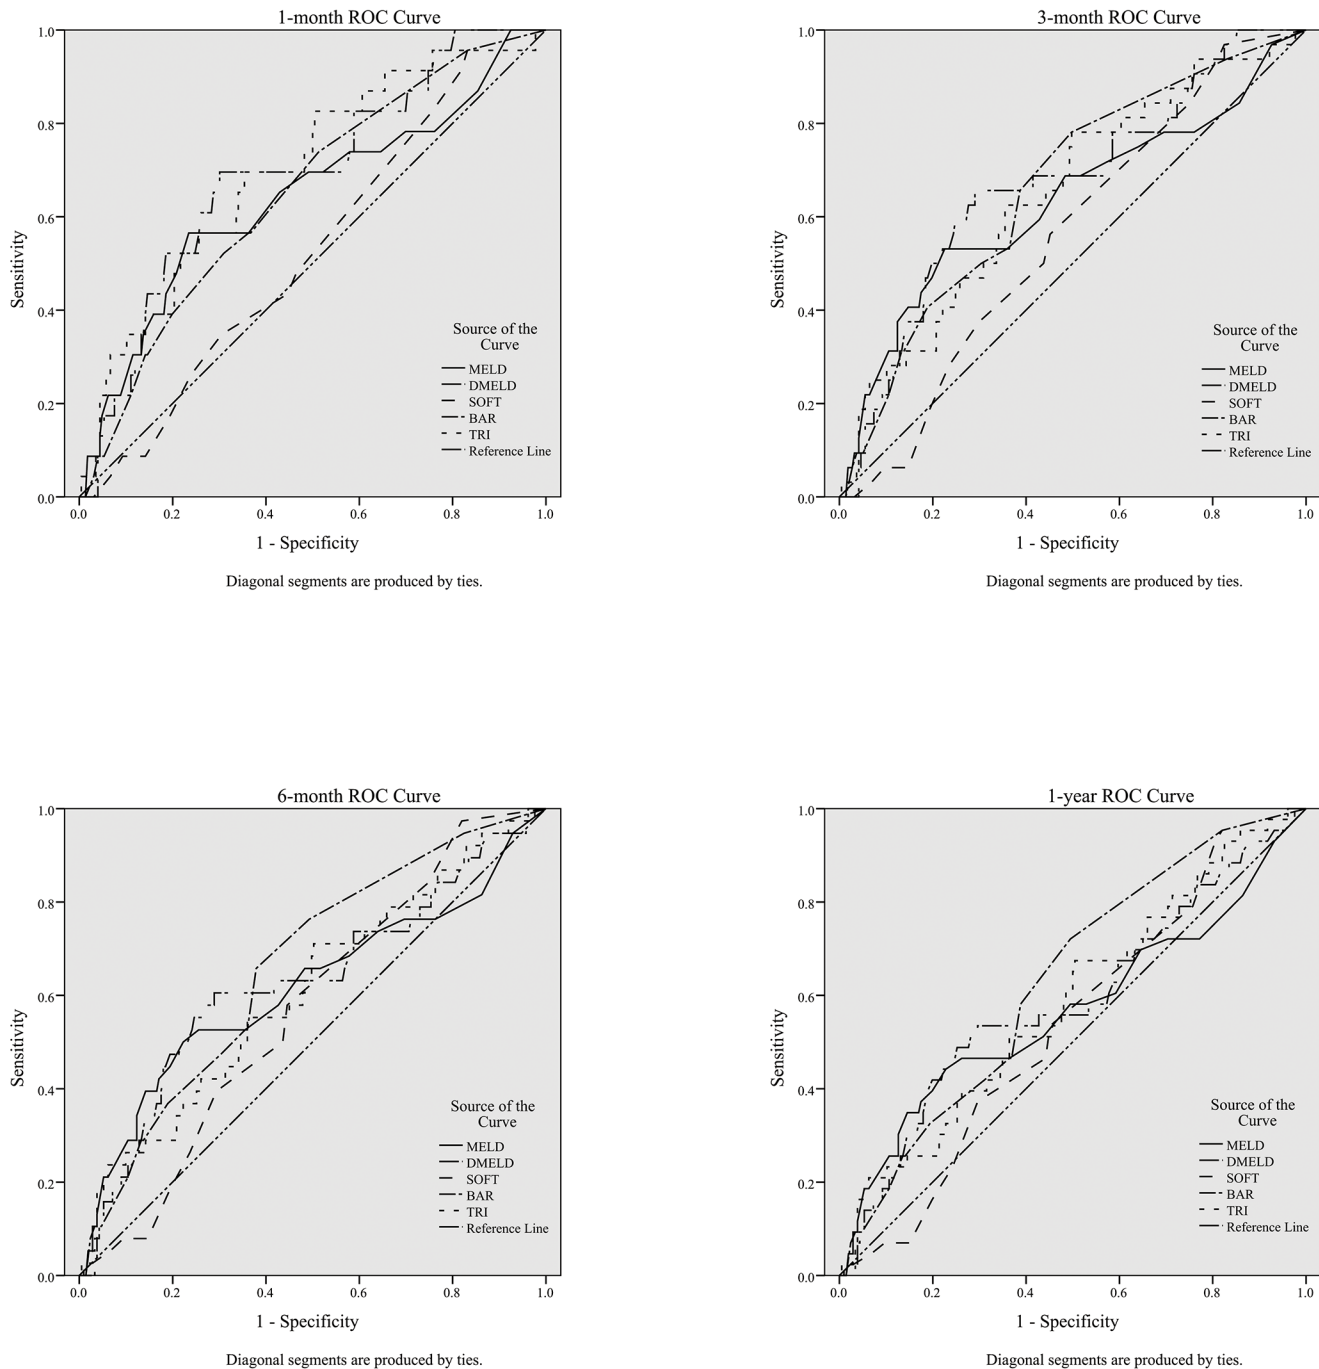 1-month ROC Curve
1.0
0.8
0.6
0.4
0.2
0.0
Sensitivity
Source of the
Curve
MELD
DMELD
SOFT
BAR
TRI
Reference Line
0.0 0.2 0.4 0.6 0.8 1.0
1 - Specificity
Diagonal segments are produced by ties.
3-month ROC Curve
1.0
0.8
0.6
0.4
0.2
0.0
Sensitivity
Source of the
Curve
MELD
DMELD
SOFT
BAR
TRI
Reference Line
0.0 0.2 0.4 0.6 0.8 1.0
1 - Specificity
Diagonal segments are produced by ties.
6-month ROC Curve
1.0
0.8
0.6
0.4
0.2
0.0
Sensitivity
Source of the
Curve
MELD
DMELD
SOFT
BAR
TRI
Reference Line
0.0 0.2 0.4 0.6 0.8 1.0
1 - Specificity
Diagonal segments are produced by ties.
1-year ROC Curve
1.0
0.8
0.6
0.4
0.2
0.0
Sensitivity
Source of the
Curve
MELD
DMELD
SOFT
BAR
TRI
Reference Line
0.0 0.2 0.4 0.6 0.8 1.0
1 - Specificity
Diagonal segments are produced by ties.